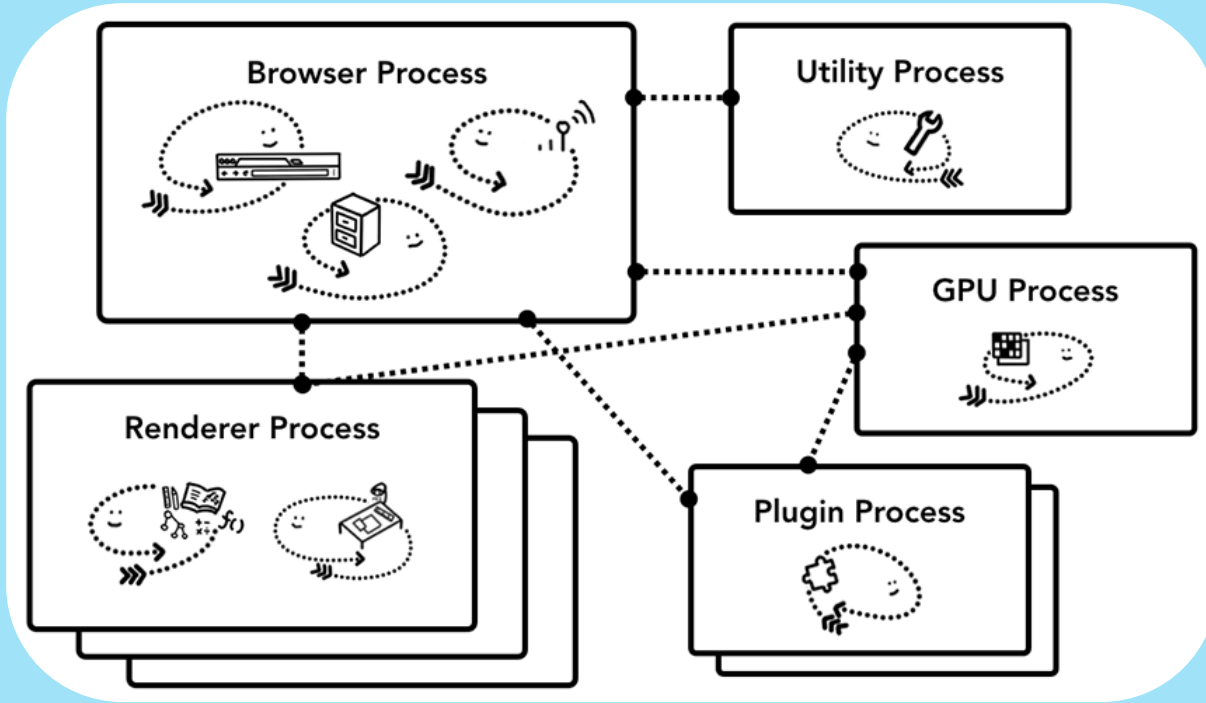 Browser Process
Utility Process
GPU Process
Renderer Process
f()
Plugin Process